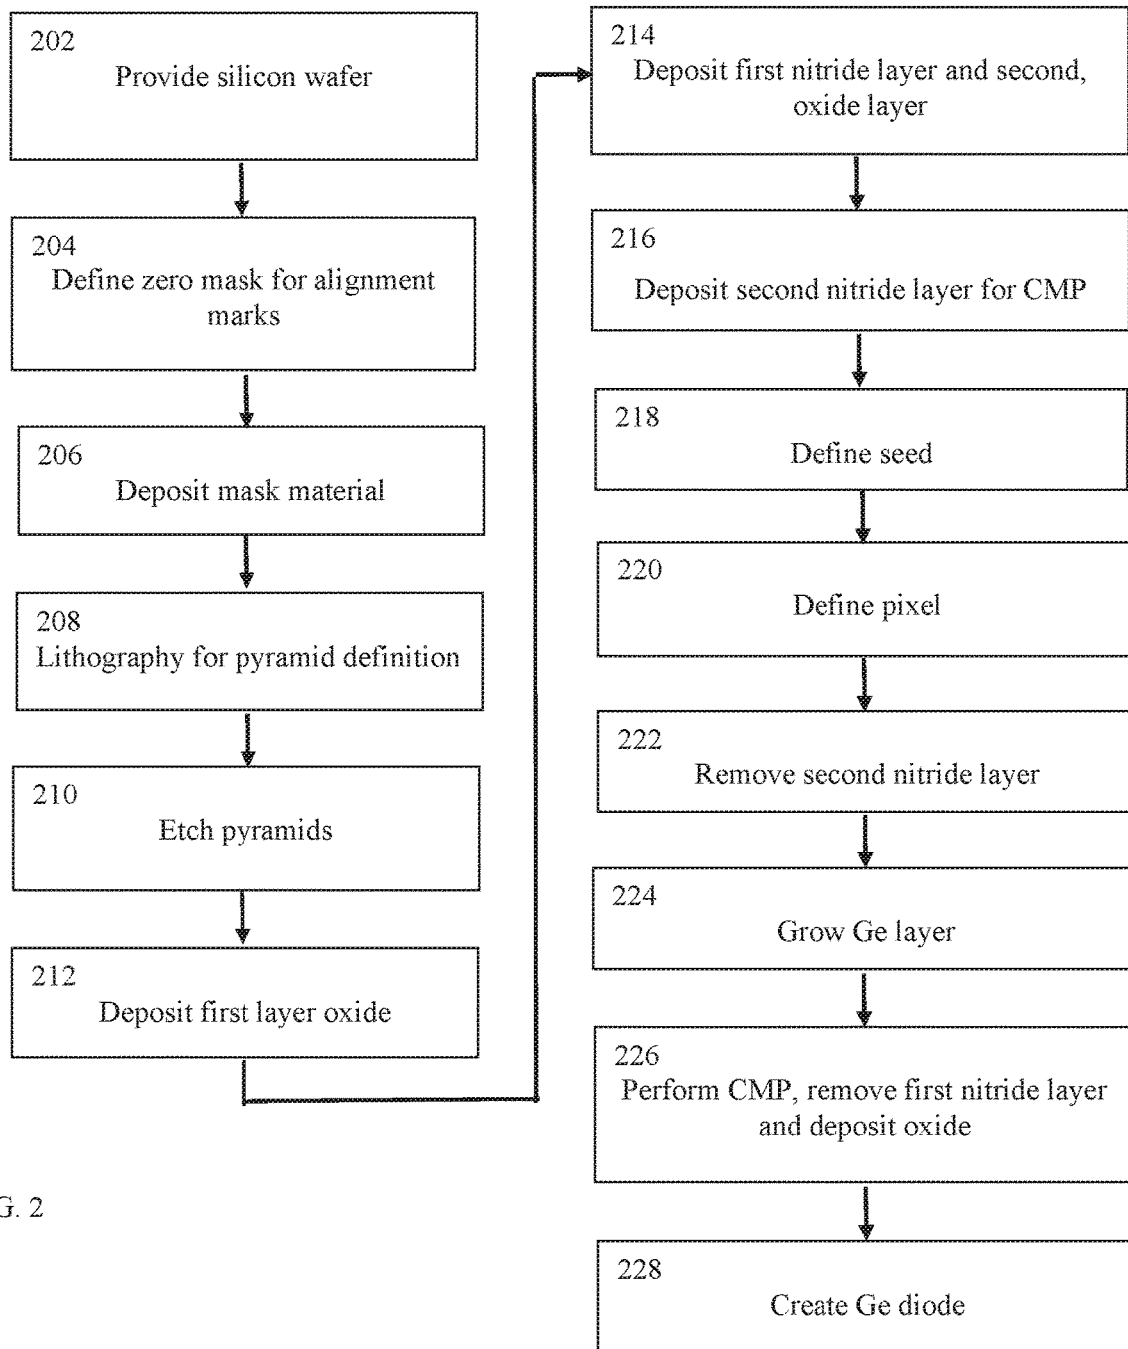 202
Provide silicon wafer
204
Define zero mask for alignment
marks
206
Deposit mask material
208
Lithography for pyramid definition
210
Etch pyramids
212
Deposit first layer oxide
214
Deposit first nitride layer and second,
oxide layer
216
Deposit second nitride layer for CMP
218
Define seed
220
Define pixel
222
Remove second nitride layer
224
Grow Ge layer
226
Perform CMP, remove first nitride layer
and deposit oxide
228
Create Ge diode
G. 2